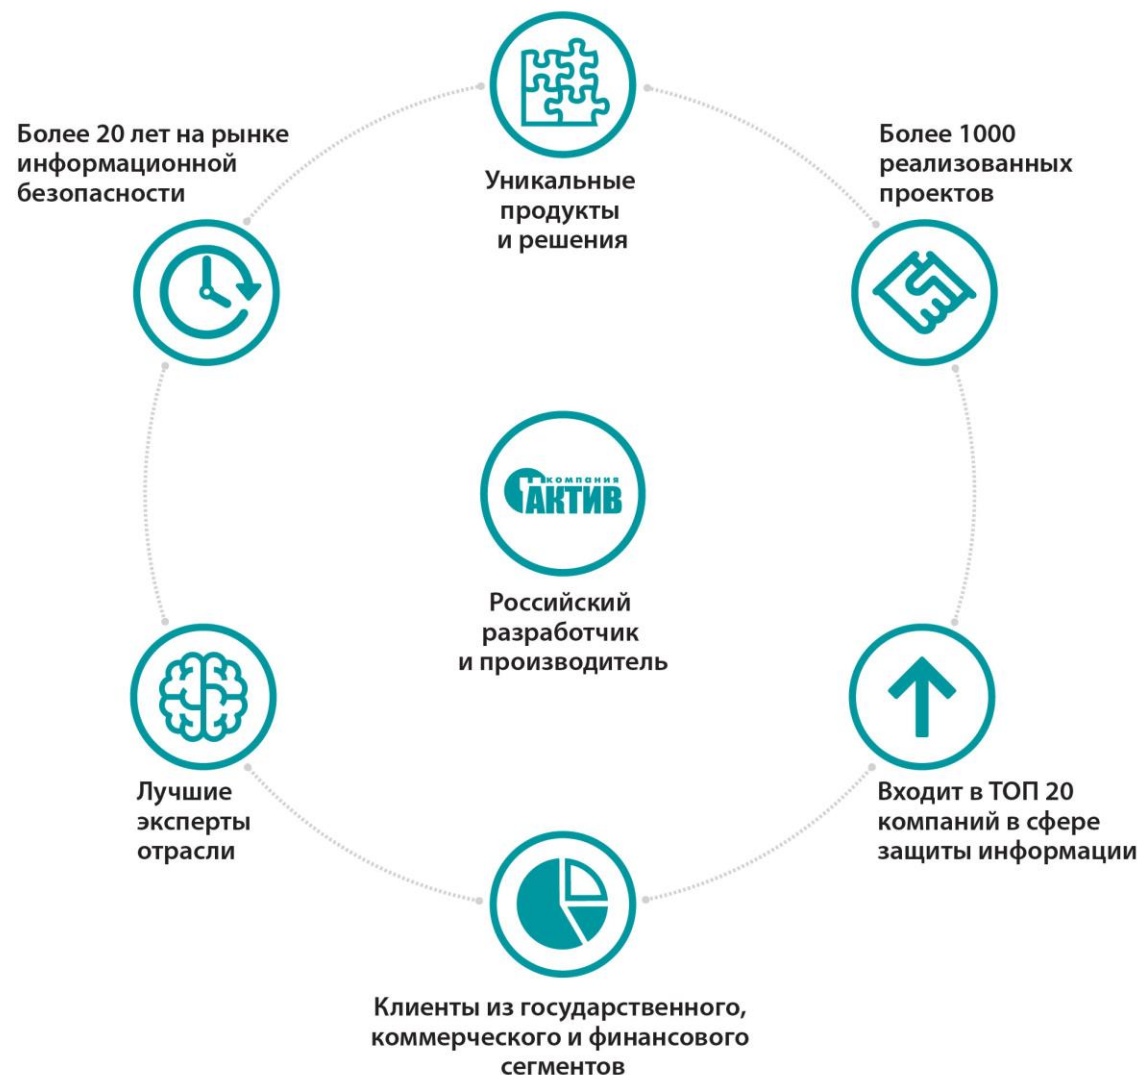 Более 20 лет на рынке
информационной
безопасности
Уникальные
продукты
и решения
Более 1000
реализованных
проектов
компания
АКТИВ
Российский
разработчик
и производитель
Лучшие
эксперты
отрасли
Входит в ТОП 20
компаний в сфере
защиты информации
Клиенты из государственного,
коммерческого и финансового
сегментов